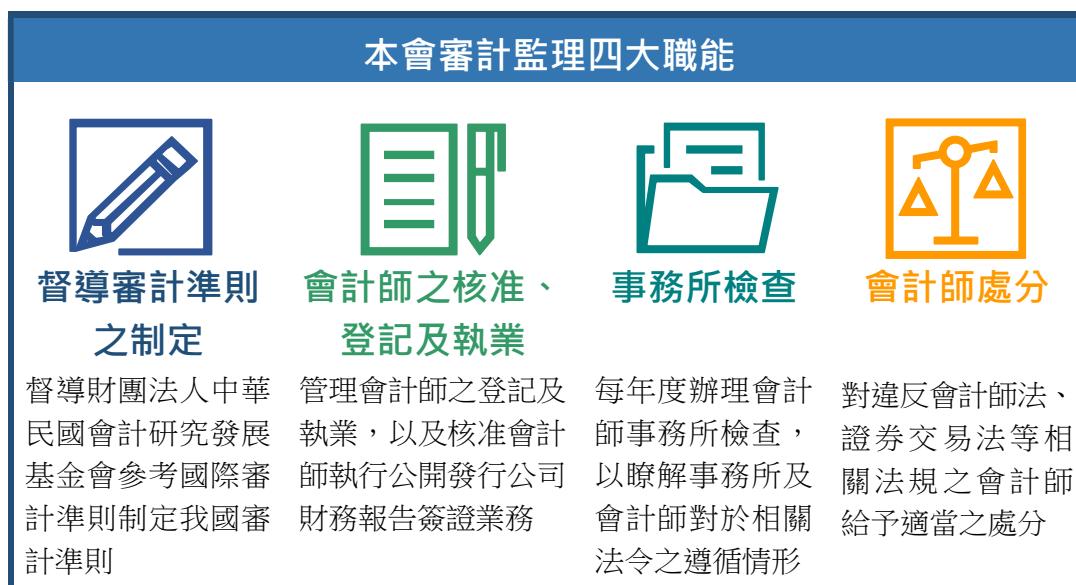 本會審計監理四大職能
督導審計準則
之制定
督導財團法人中華
民國會計研究發展
基金會參考國際審
計準則制定我國審
計準則
會計師之核准、
登記及執業
管理會計師之登記及
執業，以及核准會計
師執行公開發行公司
財務報告簽證業務
事務所檢查
每年度辦理會計
師事務所檢查，
以瞭解事務所及
會計師對於相關
法令之遵循情形
會計師處分
對違反會計師法、
證券交易法等相
關法規之會計師
給予適當之處分